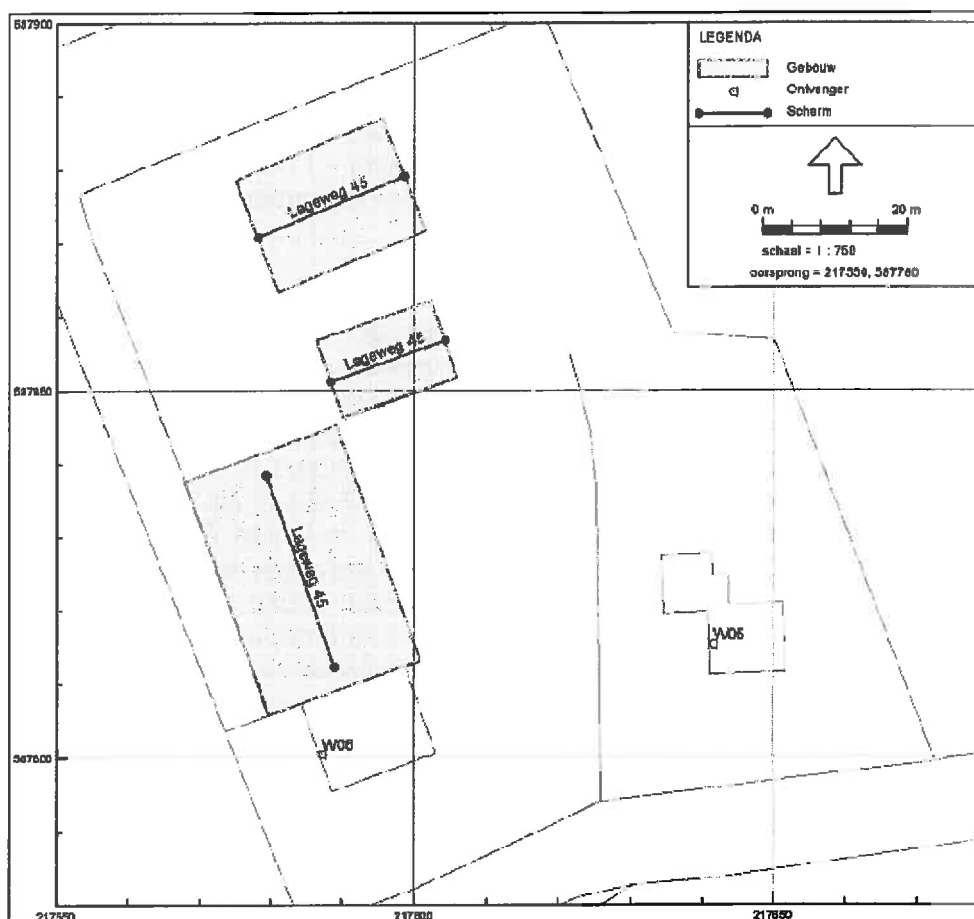 587900
LEGENDA
Gebouw
Ontvanger
Scherm
0 m 20 m
schaal = 1 : 750
oorsprong = 217550, 587780
Lageweg 45
Lageweg 45
587850
Lageweg 45
W05
W06
587800
217550 217600 217650